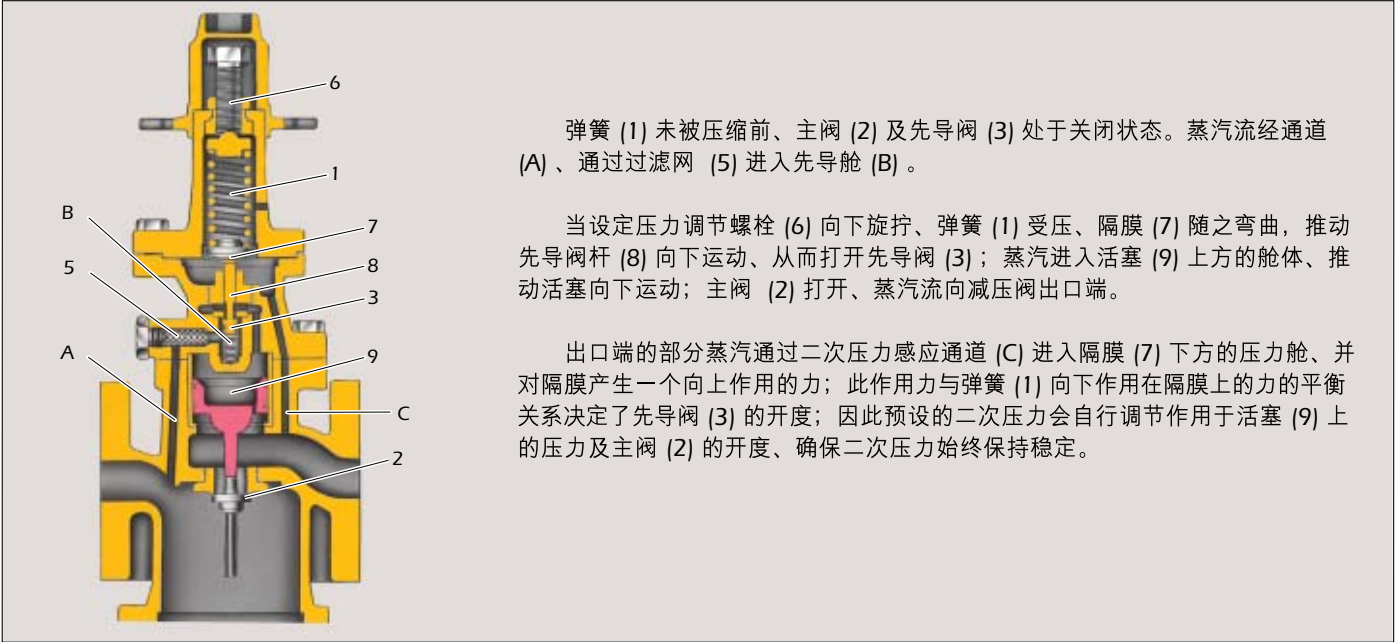 6
1
B
7
5
8
3
A
9
C
2
弹簧 (1) 未被压缩前、主阀 (2) 及先导阀 (3) 处于关闭状态。蒸汽流经通道
(A) 、通过过滤网 (5) 进入先导舱 (B) 。
当设定压力调节螺栓 (6) 向下旋拧、弹簧 (1) 受压、隔膜 (7) 随之弯曲，推动
先导阀杆 (8) 向下运动、从而打开先导阀 (3) ；蒸汽进入活塞 (9) 上方的舱体、推
动活塞向下运动；主阀 (2) 打开、蒸汽流向减压阀出口端。
出口端的部分蒸汽通过二次压力感应通道 (C) 进入隔膜 (7) 下方的压力舱、并
对隔膜产生一个向上作用的力；此作用力与弹簧 (1) 向下作用在隔膜上的力的平衡
关系决定了先导阀 (3) 的开度；因此预设的二次压力会自行调节作用于活塞 (9) 上
的压力及主阀 (2) 的开度、确保二次压力始终保持稳定。